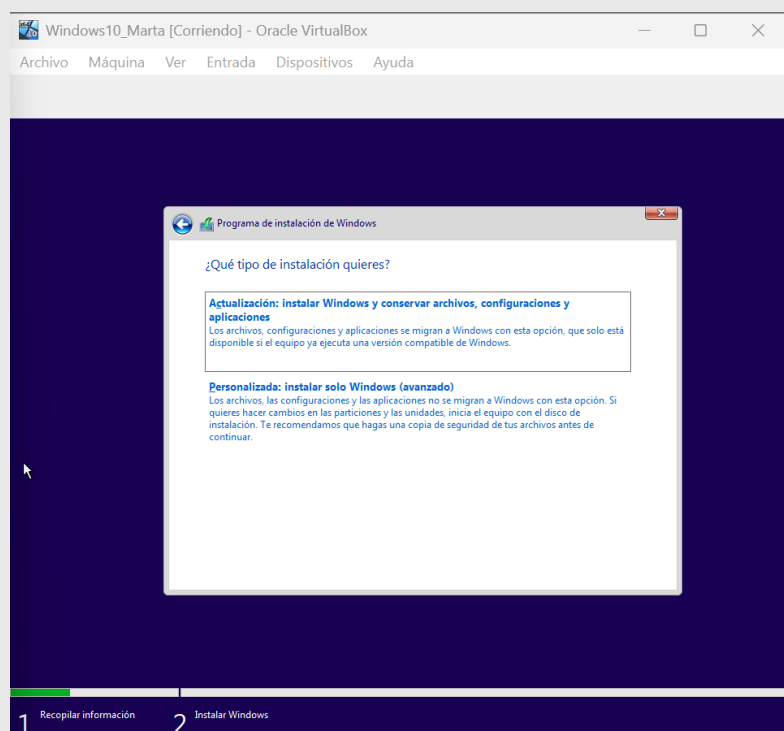 Windows10_Marta [Corriendo] - Oracle VirtualBox
Archivo Máquina Ver Entrada Dispositivos Ayuda
Programa de instalación de Windows
¿Qué tipo de instalación quieres?
Actualización: instalar Windows y conservar archivos, configuraciones y
aplicaciones
Los archivos, configuraciones y aplicaciones se migran a Windows con esta opción, que solo está
disponible si el equipo ya ejecuta una versión compatible de Windows.
Personalizada: instalar solo Windows (avanzado)
Los archivos, las configuraciones y las aplicaciones no se migran a Windows con esta opción. Si
quieres hacer cambios en las particiones y las unidades, inicia el equipo con el disco de
instalación. Te recomendamos que hagas una copia de seguridad de tus archivos antes de
continuar.
1 Recopilar información 2 Instalar Windows